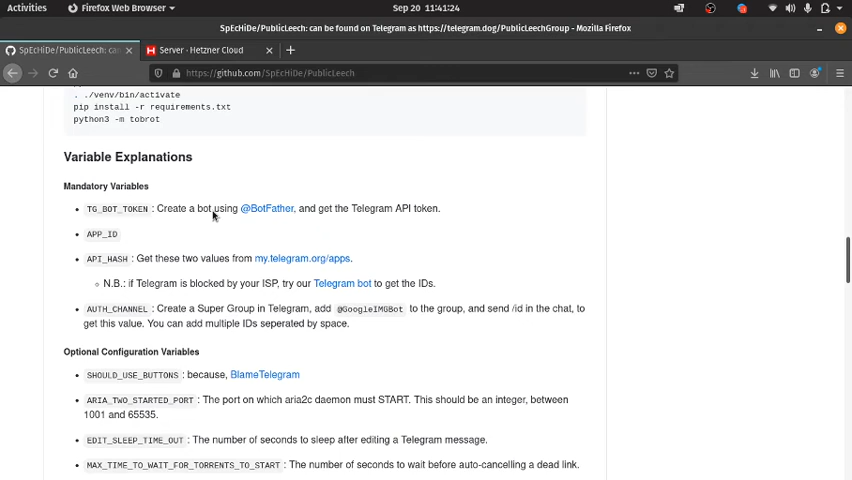 Activities
Firefox Web Browser
Sep 20 11:41:24
SpEcHiDe/PublicLeech: can be found on Telegram as https://telegram.dog/PublicLeechGroup - Mozilla Firefox
SpEcHiDe/PublicLeech: can
Server - Hetzner Cloud
https://github.com/SpEcHiDe/PublicLeech
. ./venv/bin/activate
pip install -r requirements.txt
python3 -m tobrot
Variable Explanations
Mandatory Variables
TG_BOT_TOKEN : Create a bot using @BotFather, and get the Telegram API token.
APP_ID
API_HASH : Get these two values from my.telegram.org/apps.
N.B.: if Telegram is blocked by your ISP, try our Telegram bot to get the IDs.
AUTH_CHANNEL : Create a Super Group in Telegram, add @GoogleIMGBot to the group, and send /id in the chat, to
get this value. You can add multiple IDs seperated by space.
Optional Configuration Variables
SHOULD_USE_BUTTONS : because, BlameTelegram
ARIA_TWO_STARTED_PORT : The port on which aria2c daemon must START. This should be an integer, between
1001 and 65535.
EDIT_SLEEP_TIME_OUT : The number of seconds to sleep after editing a Telegram message.
MAX_TIME_TO_WAIT_FOR_TORRENTS_TO_START : The number of seconds to wait before auto-cancelling a dead link.